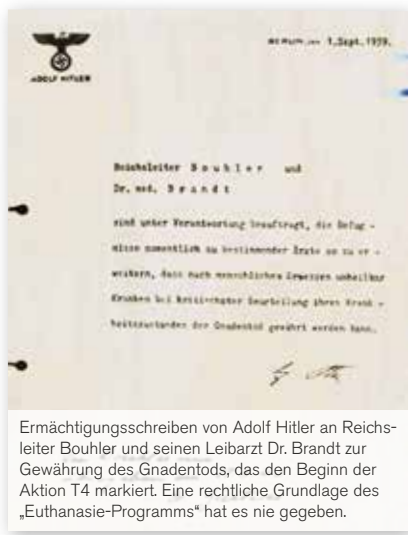 BERLIN, den 1.Sept. 1939.
ADOLF HITLER
Reichsleiter B o u h l e r und
Dr. med. B r a n d t
sind unter Verantwortung beauftragt, die Befug -
nisse namentlich zu bestimmender Ärzte so zu er -
weitern, dass nach menschlichem Ermessen unheilbar
Kranken bei kritischster Beurteilung ihres Krank -
heitszustandes der Gnadentod gewährt werden kann.
Ermächtigungsschreiben von Adolf Hitler an Reichs-
leiter Bouhler und seinen Leibarzt Dr. Brandt zur
Gewährung des Gnadentods, das den Beginn der
Aktion T4 markiert. Eine rechtliche Grundlage des
„Euthanasie-Programms“ hat es nie gegeben.